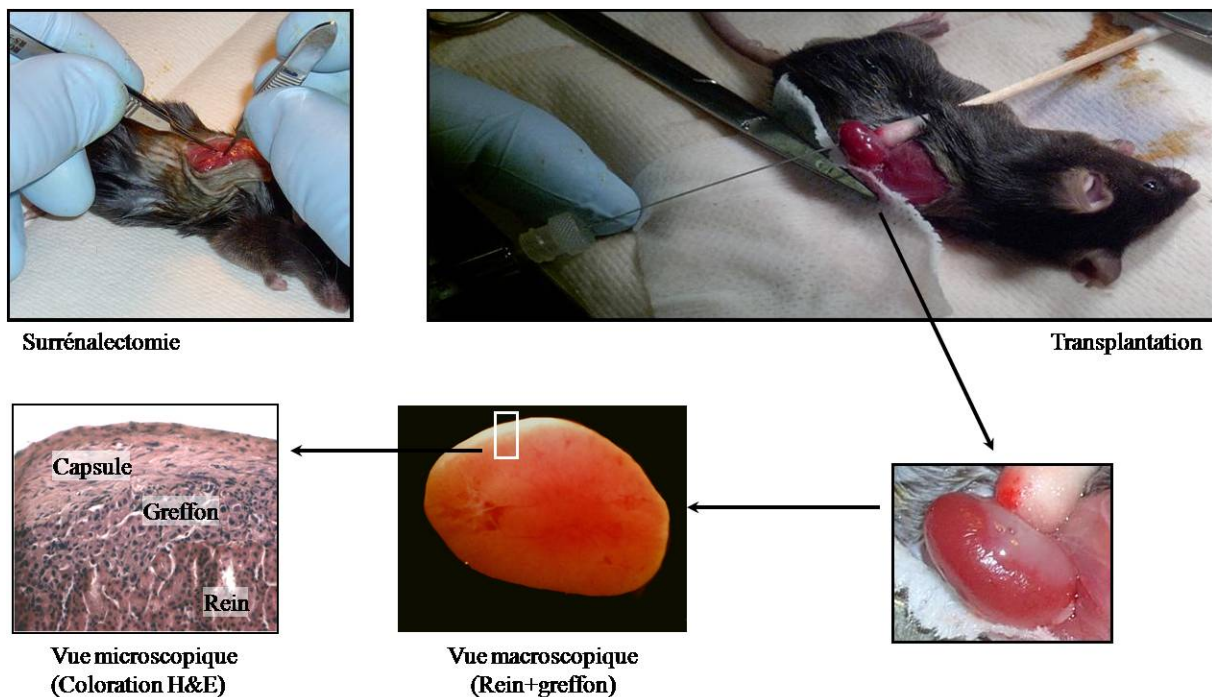 Surrénalectomie
Transplantation
Capsule
Greffon
Rein
Vue microscopique
(Coloration H&E)
Vue macroscopique
(Rein+greffon)